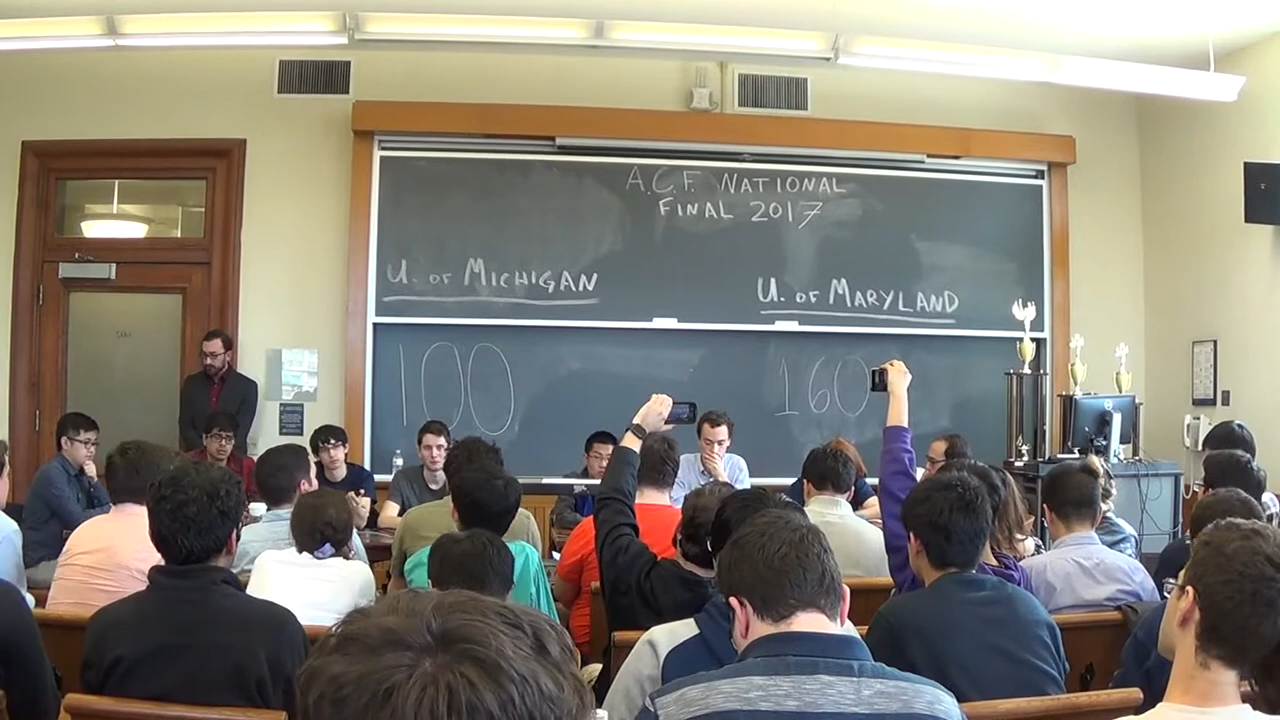 A.C.F. NATIONAL
FINAL 2017
U. OF MICHIGAN
U. OF MARYLAND
100
160